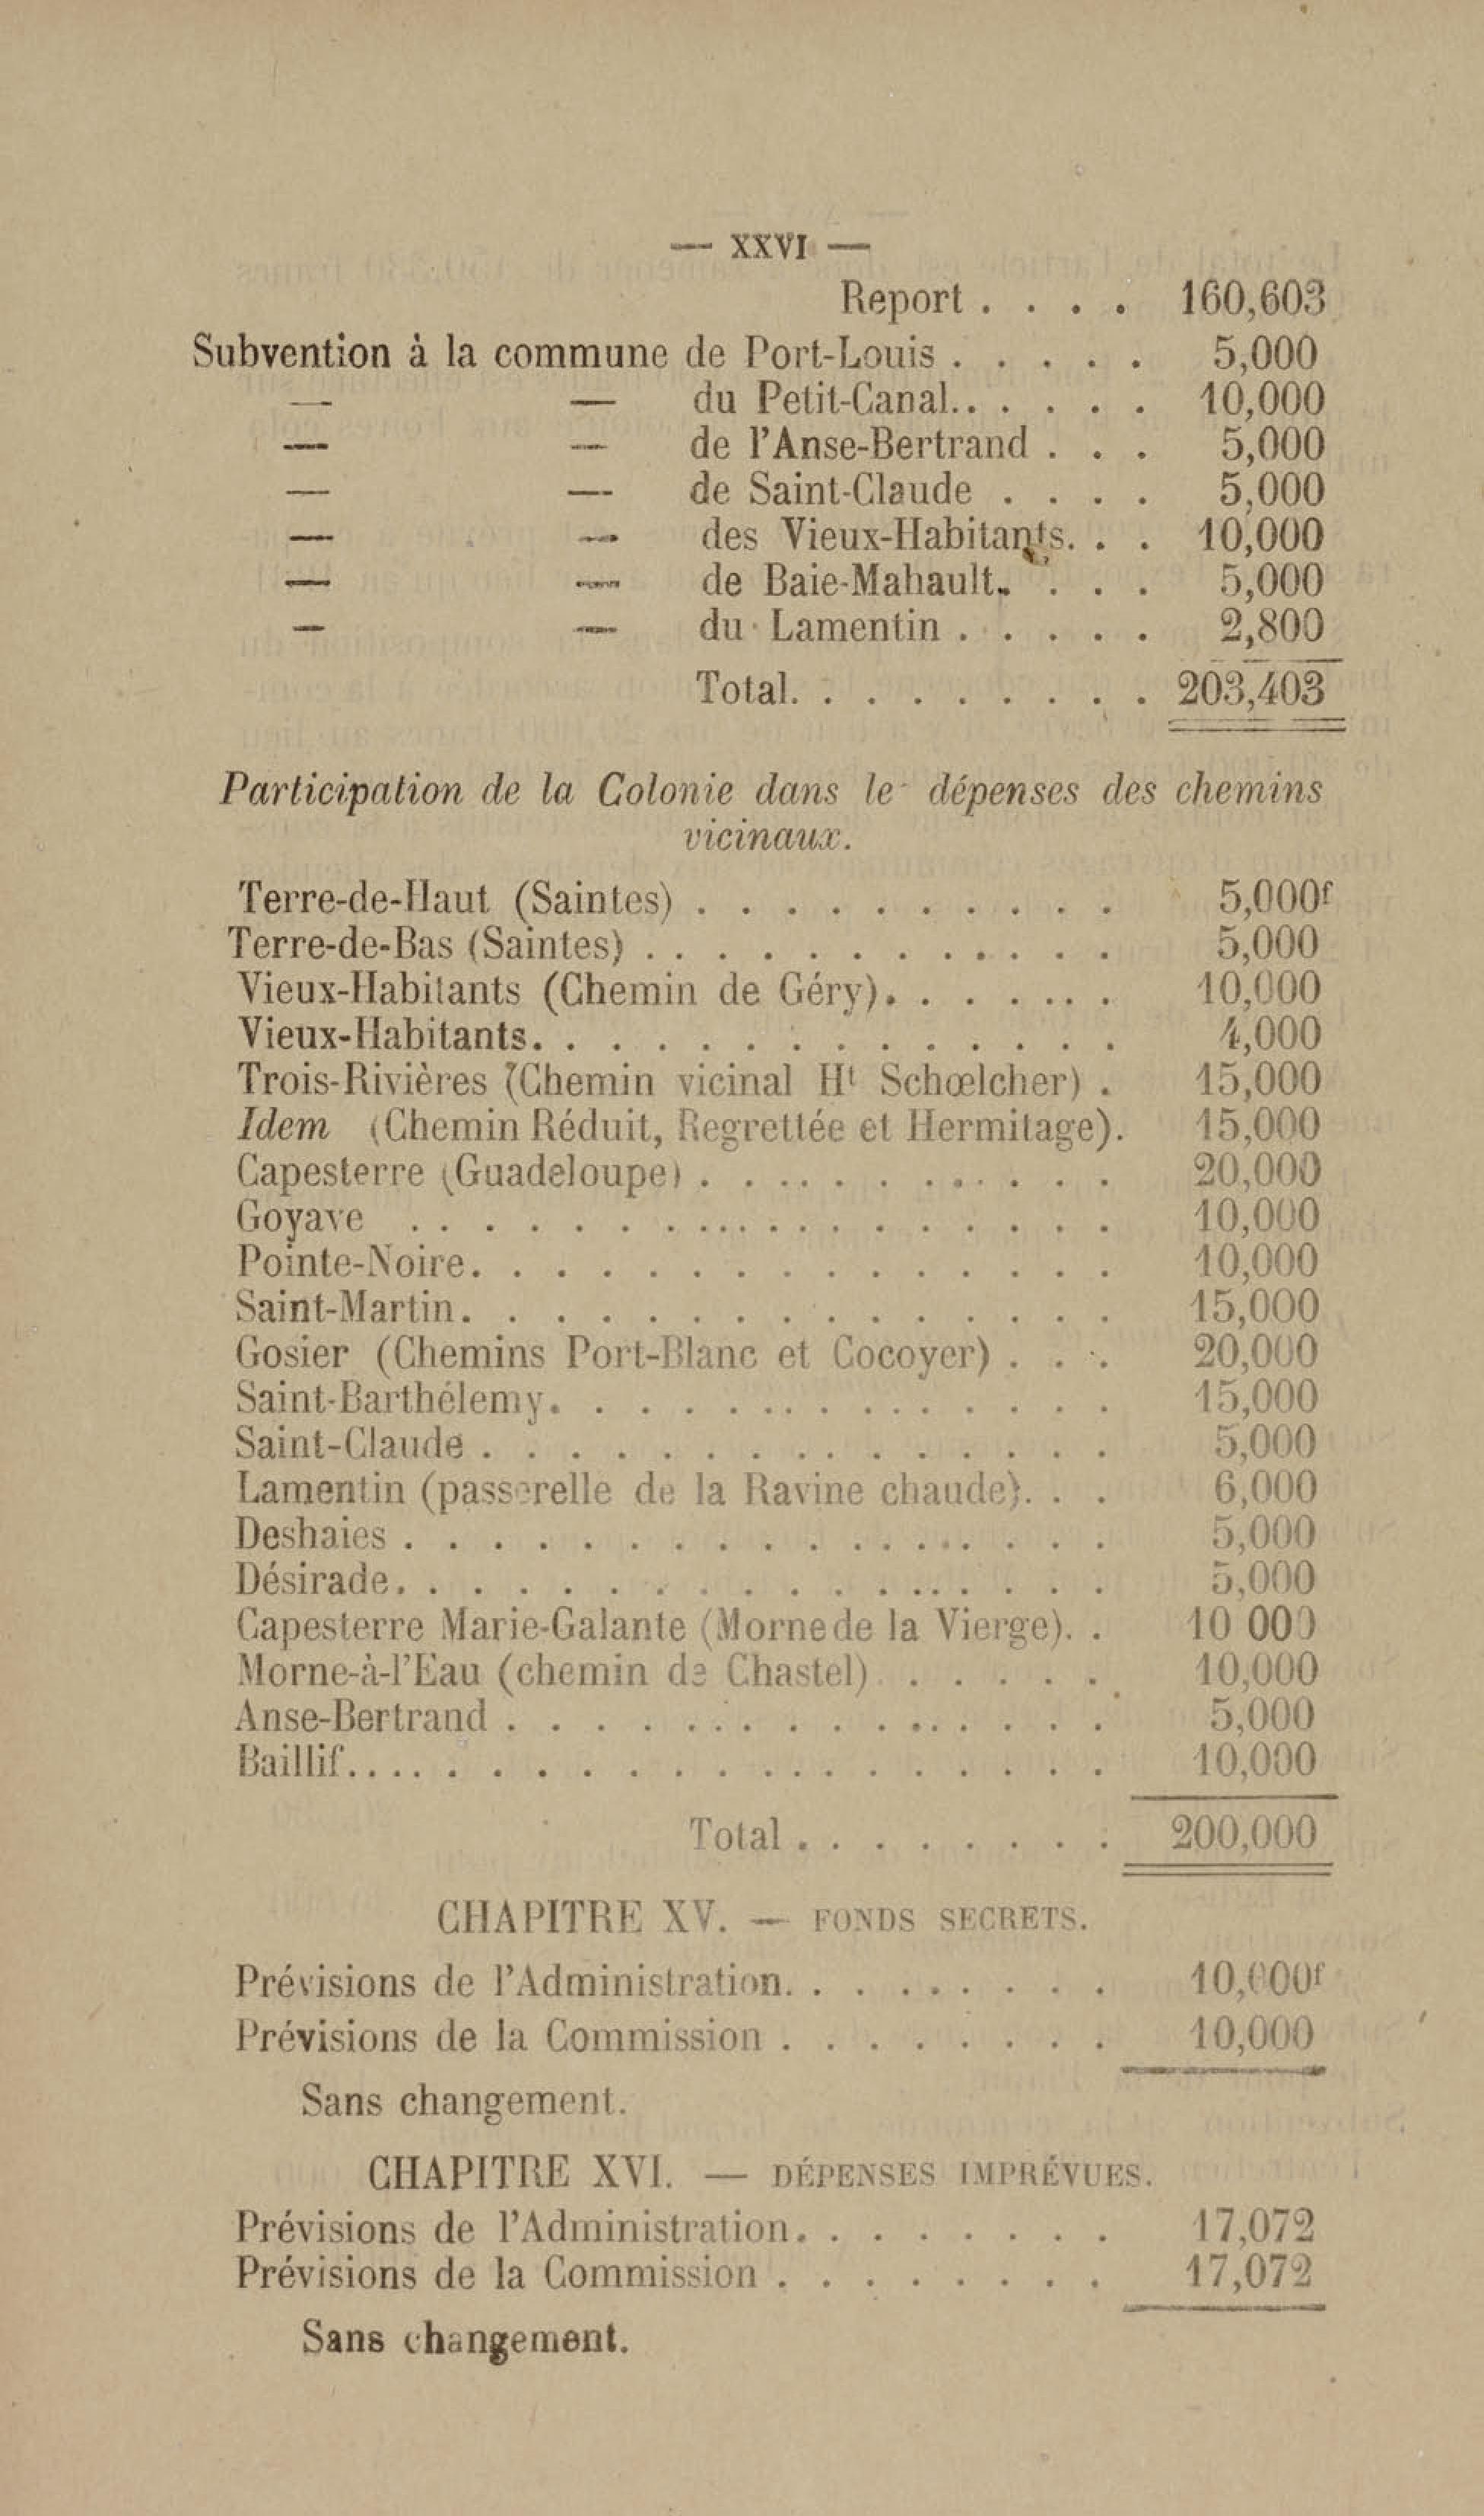 — XXVI —
Report . . . . 160,603
Subvention à la commune de Port-Louis . . . . . 5,000
— — du Petit-Canal. . . . . . 10,000
— — de l'Anse-Bertrand . . . 5,000
— — de Saint-Claude . . . . 5,000
— — des Vieux-Habitants. . . 10,000
— — de Baie-Mahault. . . . 5,000
— — du Lamentin . . . . . 2,800
Total. . . . . . . . . 203,403
Participation de la Colonie dans le dépenses des chemins
vicinaux.
Terre-de-Haut (Saintes) . . . . . . . . . . 5,000f
Terre-de-Bas (Saintes) . . . . . . . . . . . 5,000
Vieux-Habitants (Chemin de Géry). . . . . . . 10,000
Vieux-Habitants. . . . . . . . . . . . . . 4,000
Trois-Rivières (Chemin vicinal Ht Schœlcher) . 15,000
Idem (Chemin Réduit, Regrettée et Hermitage). 15,000
Capesterre (Guadeloupe) . . . . . . . . . . . 20,000
Goyave . . . . . . . . . . . . . . . . . 10,000
Pointe-Noire. . . . . . . . . . . . . . . 10,000
Saint-Martin. . . . . . . . . . . . . . . 15,000
Gosier (Chemins Port-Blanc et Cocoyer) . . . 20,000
Saint-Barthélemy. . . . . . . . . . . . . . 15,000
Saint-Claude . . . . . . . . . . . . . . . 5,000
Lamentin (passerelle de la Ravine chaude). . . 6,000
Deshaies . . . . . . . . . . . . . . . . . 5,000
Désirade. . . . . . . . . . . . . . . . . 5,000
Capesterre Marie-Galante (Morne de la Vierge). . 10 000
Morne-à-l'Eau (chemin de Chastel) . . . . . 10,000
Anse-Bertrand . . . . . . . . . . . . . . . 5,000
Baillif. . . . . . . . . . . . . . . . . . . 10,000
Total . . . . . . . . 200,000
CHAPITRE XV. — FONDS SECRETS.
Prévisions de l'Administration. . . . . . . . 10,000f
Prévisions de la Commission . . . . . . . . 10,000
Sans changement.
CHAPITRE XVI. — DÉPENSES IMPRÉVUES.
Prévisions de l'Administration. . . . . . . . 17,072
Prévisions de la Commission . . . . . . . . 17,072
Sans changement.